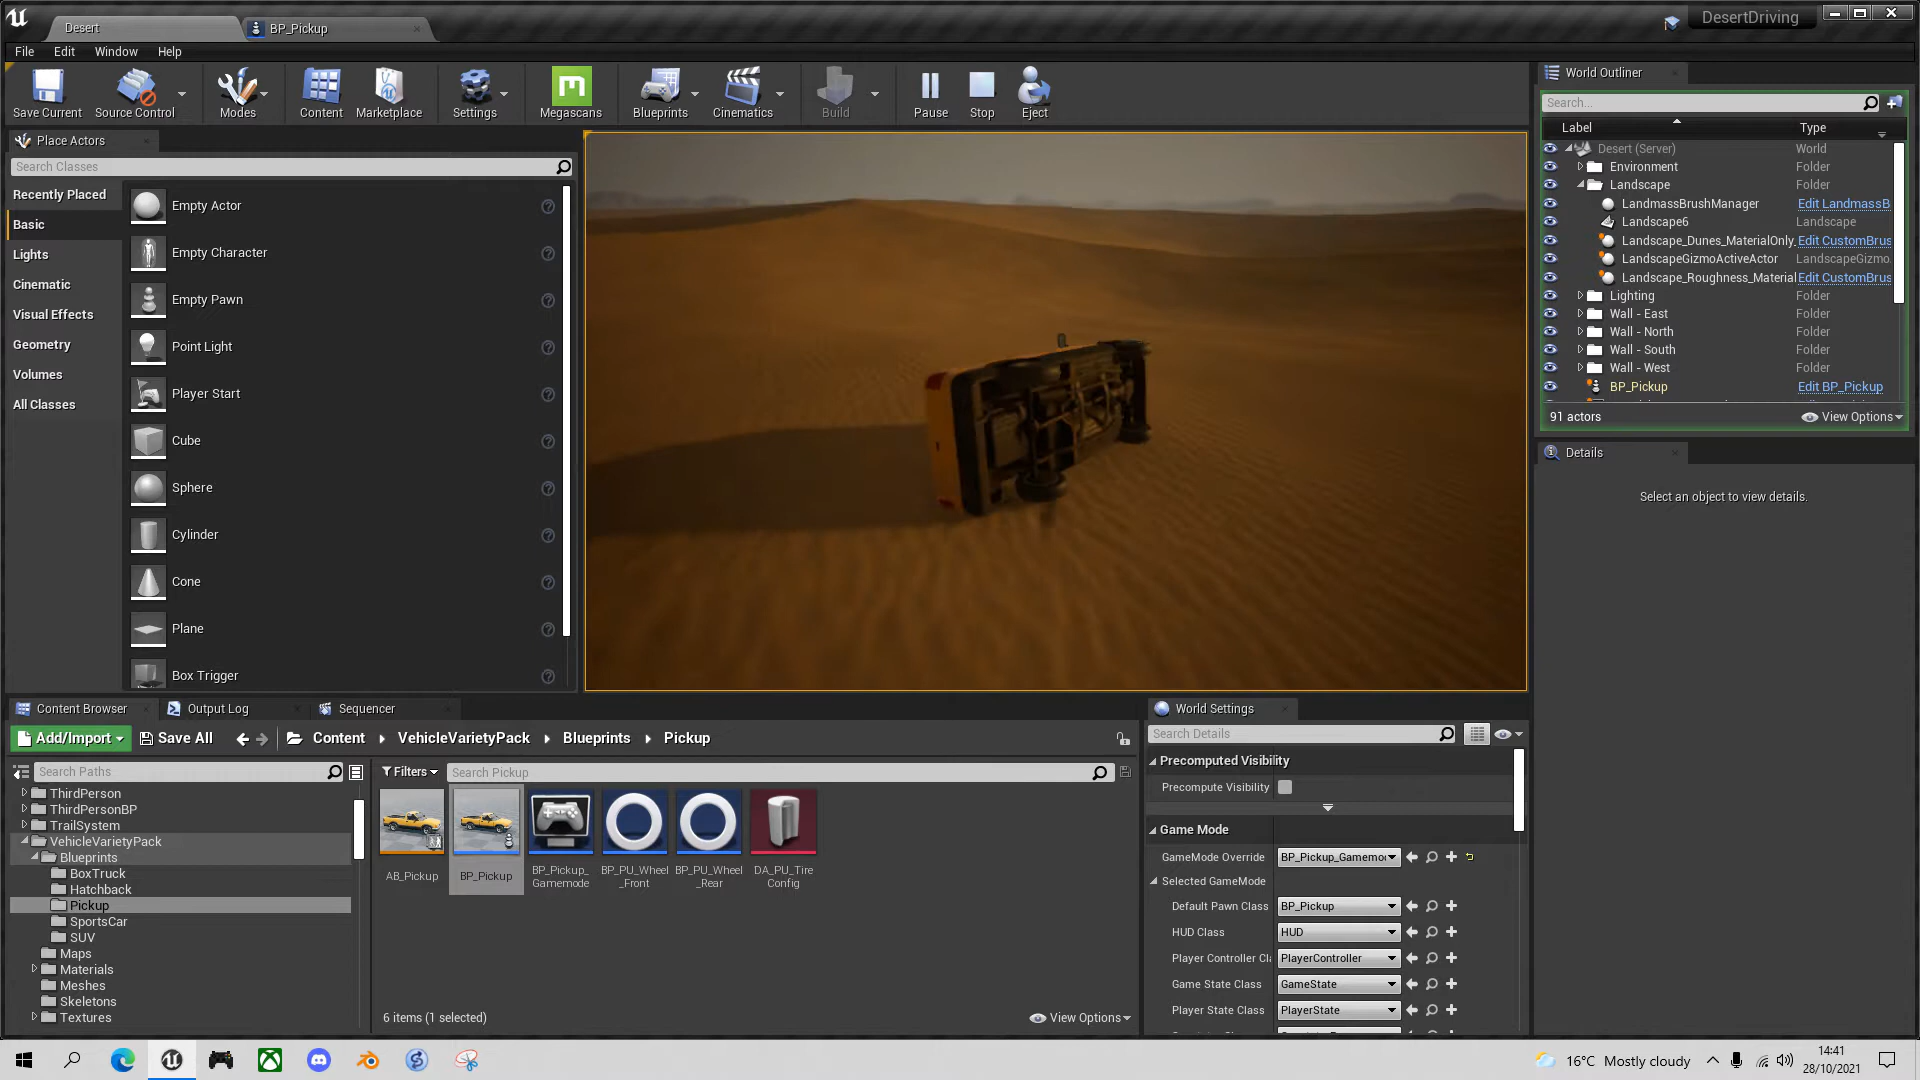 Desert
BP_Pickup
DesertDriving
File Edit Window Help
Save Current
Source Control
Modes
Content
Marketplace
Settings
Megascans
Blueprints
Cinematics
Build
Pause
Stop
Eject
Place Actors
Search Classes
Recently Placed
Basic
Lights
Cinematic
Visual Effects
Geometry
Volumes
All Classes
Empty Actor
Empty Character
Empty Pawn
Point Light
Player Start
Cube
Sphere
Cylinder
Cone
Plane
Box Trigger
World Outliner
Search...
Label Type
Desert (Server) World
Environment Folder
Landscape Folder
LandmassBrushManager Edit LandmassB
Landscape6 Landscape
Landscape_Dunes_MaterialOnly_ Edit CustomBrus
LandscapeGizmoActiveActor LandscapeGizmo
Landscape_Roughness_Material Edit CustomBrus
Lighting Folder
Wall - East Folder
Wall - North Folder
Wall - South Folder
Wall - West Folder
BP_Pickup Edit BP_Pickup
91 actors View Options
Details
Select an object to view details.
Content Browser
Output Log
Sequencer
Add/Import Save All Content VehicleVarietyPack Blueprints Pickup
Search Paths
Filters Search Pickup
ThirdPerson
ThirdPersonBP
TrailSystem
VehicleVarietyPack
Blueprints
BoxTruck
Hatchback
Pickup
SportsCar
SUV
Maps
Materials
Meshes
Skeletons
Textures
AB_Pickup
BP_Pickup
BP_Pickup_
Gamemode
BP_PU_Wheel
_Front
BP_PU_Wheel
_Rear
DA_PU_Tire
Config
6 items (1 selected) View Options
World Settings
Search Details
Precomputed Visibility
Precompute Visibility
Game Mode
GameMode Override BP_Pickup_Gamemo
Selected GameMode
Default Pawn Class BP_Pickup
HUD Class HUD
Player Controller Cl PlayerController
Game State Class GameState
Player State Class PlayerState
16°C Mostly cloudy
14:41
28/10/2021